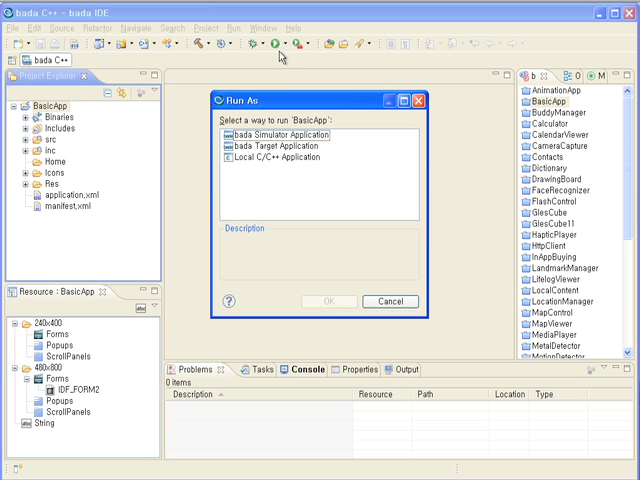 bada C++ - bada IDE
File Edit Source Refactor Navigate Search Project Run Window Help
bada C++
Project Explorer
BasicApp
Binaries
Includes
src
inc
Home
Icons
Res
application,xml
manifest,xml
Resource : BasicApp
240x400
Forms
Popups
ScrollPanels
480x800
Forms
IDF_FORM2
Popups
ScrollPanels
String
Run As
Select a way to run 'BasicApp':
bada Simulator Application
bada Target Application
Local C/C++ Application
Description
OK
Cancel
b
O
M
AnimationApp
BasicApp
BuddyManager
Calculator
CalendarViewer
CameraCapture
Contacts
Dictionary
DrawingBoard
FaceRecognizer
FlashControl
GlesCube
GlesCube11
HapticPlayer
HttpClient
InAppBuying
LandmarkManager
LifelogViewer
LocalContent
LocationManager
MapControl
MapViewer
MediaPlayer
MetalDetector
MotionDetector
Problems Tasks Console Properties Output
0 items
Description Resource Path Location Type